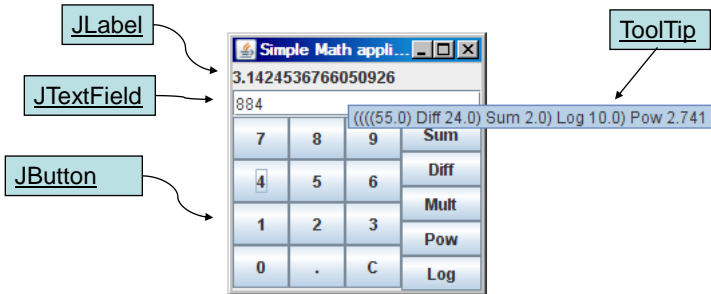 JLabel
ToolTip
Simple Math appli...
3.1424536766050926
JTextField
884
((((55.0) Diff 24.0) Sum 2.0) Log 10.0) Pow 2.741
7 8 9 Sum
JButton
4 5 6 Diff
Mult
1 2 3
Pow
0 . C Log